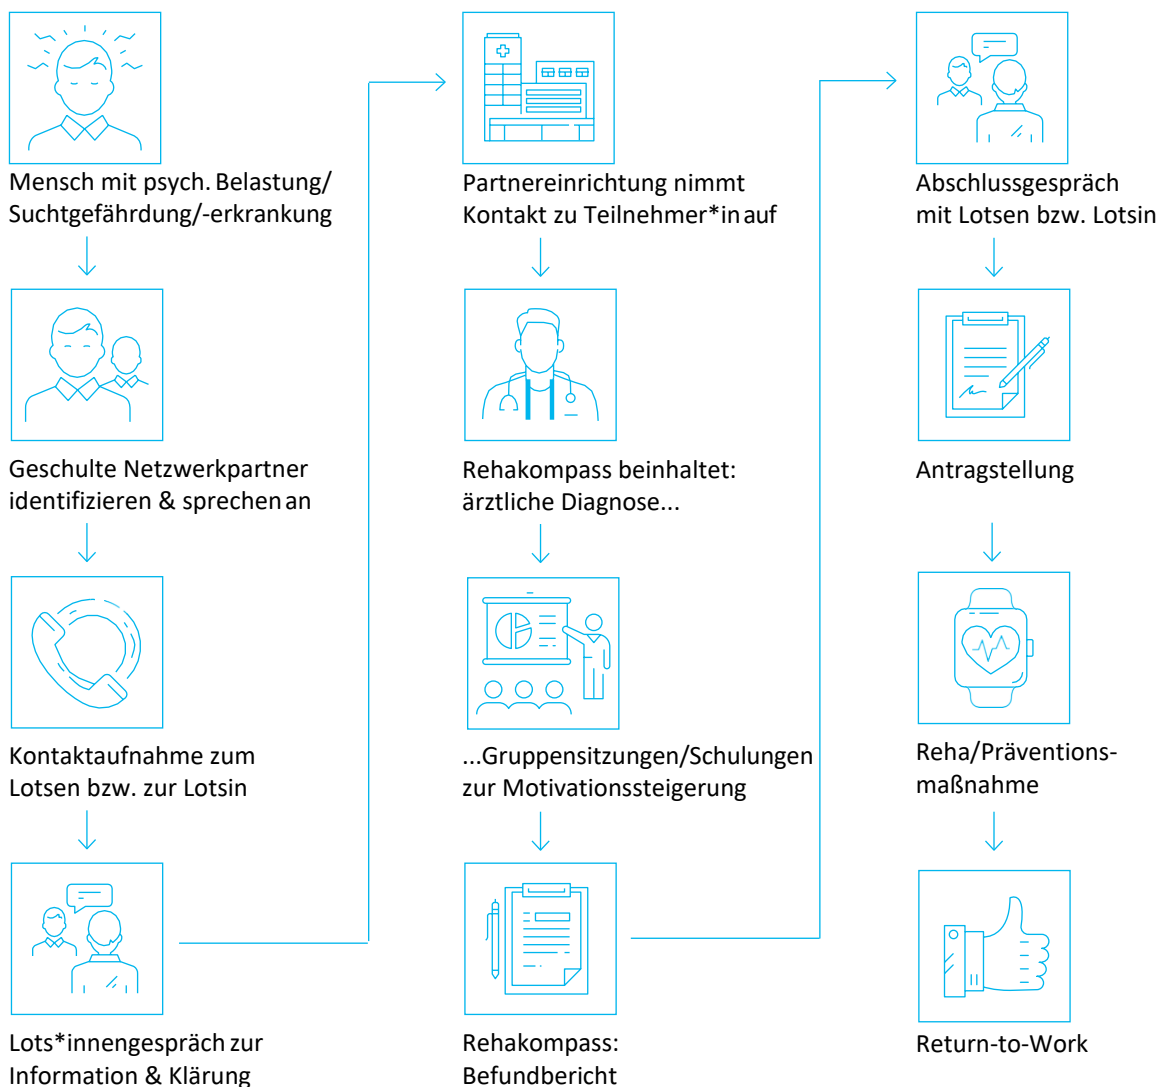 Mensch mit psych. Belastung/
Suchtgefährdung/-erkrankung
Geschulte Netzwerkpartner
identifizieren & sprechen an
Kontaktaufnahme zum
Lotsen bzw. zur Lotsin
Lots*innengespräch zur
Information & Klärung
Partnereinrichtung nimmt
Kontakt zu Teilnehmer*in auf
Rehakompass beinhaltet:
ärztliche Diagnose...
...Gruppensitzungen/Schulungen
zur Motivationssteigerung
Rehakompass:
Befundbericht
Abschlussgespräch
mit Lotsen bzw. Lotsin
Antragstellung
Reha/Präventions-
maßnahme
Return-to-Work